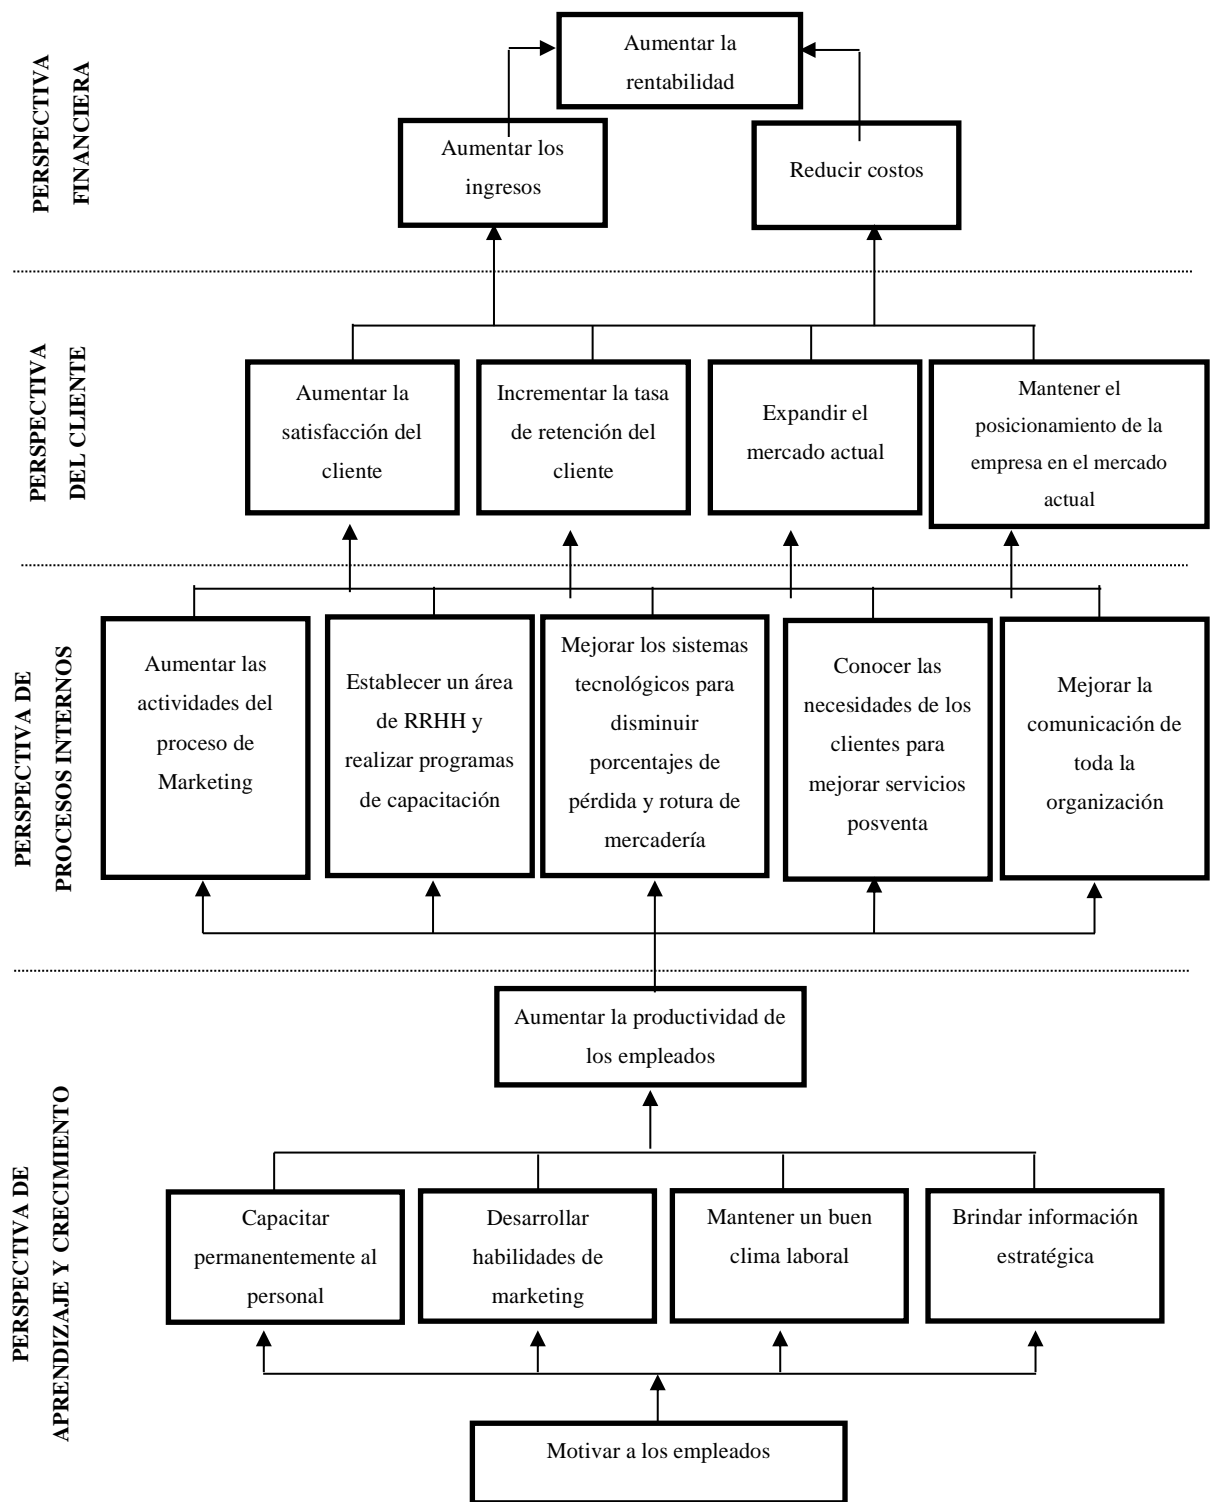 PERSPECTIVA
FINANCIERA
Aumentar la
rentabilidad
Aumentar los
ingresos
Reducir costos
PERSPECTIVA
DEL CLIENTE
Aumentar la
satisfacción del
cliente
Incrementar la tasa
de retención del
cliente
Expandir el
mercado actual
Mantener el
posicionamiento de la
empresa en el mercado
actual
PERSPECTIVA DE
PROCESOS INTERNOS
Aumentar las
actividades del
proceso de
Marketing
Establecer un área
de RRHH y
realizar programas
de capacitación
Mejorar los sistemas
tecnológicos para
disminuir
porcentajes de
pérdida y rotura de
mercadería
Conocer las
necesidades de los
clientes para
mejorar servicios
posventa
Mejorar la
comunicación de
toda la
organización
PERSPECTIVA DE
APRENDIZAJE Y CRECIMIENTO
Aumentar la productividad de
los empleados
Capacitar
permanentemente al
personal
Desarrollar
habilidades de
marketing
Mantener un buen
clima laboral
Brindar información
estratégica
Motivar a los empleados